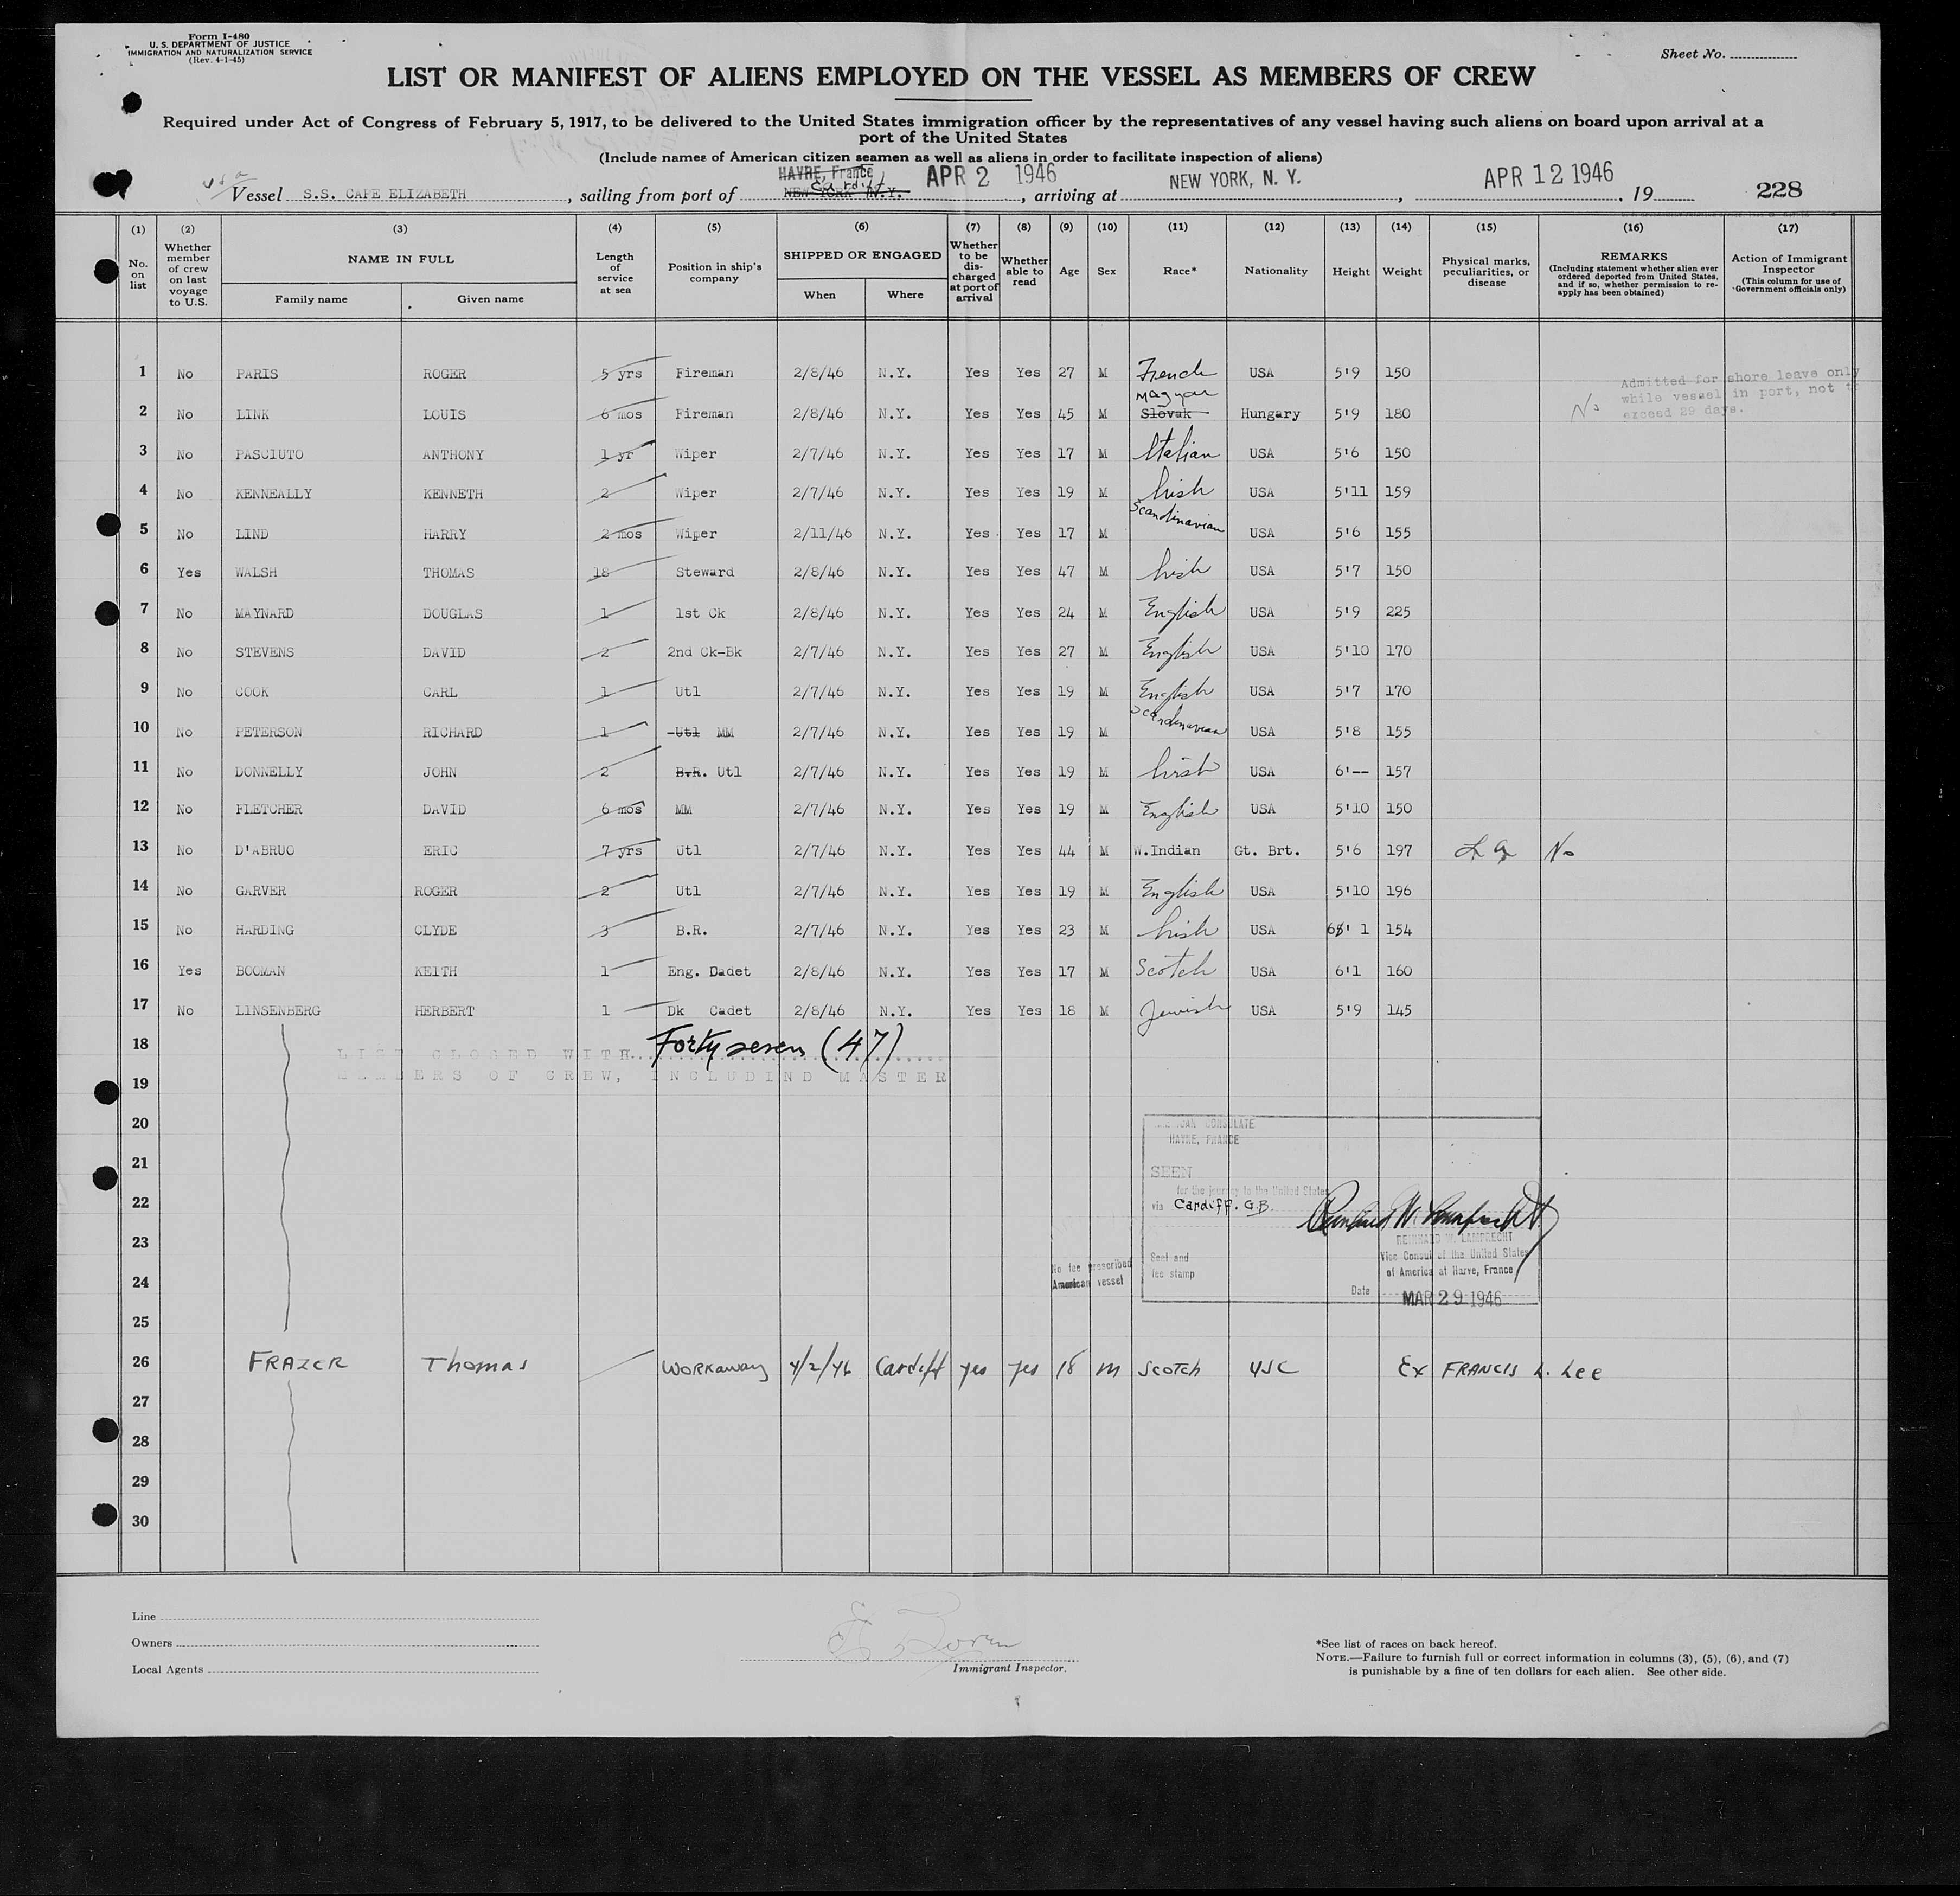 Form I-480
U. S. DEPARTMENT OF JUSTICE
IMMIGRATION AND NATURALIZATION SERVICE
(Rev. 4-1-45)
Sheet No.
LIST OR MANIFEST OF ALIENS EMPLOYED ON THE VESSEL AS MEMBERS OF CREW
Required under Act of Congress of February 5, 1917, to be delivered to the United States immigration officer by the representatives of any vessel having such aliens on board upon arrival at a
port of the United States
(Include names of American citizen seamen as well as aliens in order to facilitate inspection of aliens)
HAVRE, France
Cardiff
usa Vessel S.S. CAPE ELIZABETH, sailing from port of NEW YORK N.Y. APR 2 1946, arriving at NEW YORK, N. Y., APR 12 1946, 19 228
(1) (2) (3) (4) (5) (6) (7) (8) (9) (10) (11) (12) (13) (14) (15) (16) (17)
No. on list
Whether member of crew on last voyage to U.S.
NAME IN FULL
Family name Given name
Length of service at sea
Position in ship's company
SHIPPED OR ENGAGED
When Where
Whether to be discharged at port of arrival
Whether able to read
Age
Sex
Race*
Nationality
Height
Weight
Physical marks, peculiarities, or disease
REMARKS
(Including statement whether alien ever ordered deported from United States, and if so, whether permission to re-apply has been obtained)
Action of Immigrant Inspector
(This column for use of Government officials only)
1 No PARIS ROGER 5 yrs Fireman 2/8/46 N.Y. Yes Yes 27 M French USA 5'9 150
Admitted for shore leave only
while vessel in port, not t
exceed 29 days.
Magyar
2 No LINK LOUIS 6 mos Fireman 2/8/46 N.Y. Yes Yes 45 M Slovak Hungary 5'9 180 No
3 No PASCIUTO ANTHONY 1 yr Wiper 2/7/46 N.Y. Yes Yes 17 M Italian USA 5'6 150
4 No KENNEALLY KENNETH 2 Wiper 2/7/46 N.Y. Yes Yes 19 M Irish USA 5'11 159
5 No LIND HARRY 2 mos Wiper 2/11/46 N.Y. Yes Yes 17 M Scandinavian USA 5'6 155
6 Yes WALSH THOMAS 18 Steward 2/8/46 N.Y. Yes Yes 47 M Irish USA 5'7 150
7 No MAYNARD DOUGLAS 1 1st Ck 2/8/46 N.Y. Yes Yes 24 M English USA 5'9 225
8 No STEVENS DAVID 2 2nd Ck-Bk 2/7/46 N.Y. Yes Yes 27 M English USA 5'10 170
9 No COOK CARL 1 Utl 2/7/46 N.Y. Yes Yes 19 M English USA 5'7 170
10 No PETERSON RICHARD 1 Utl MM 2/7/46 N.Y. Yes Yes 19 M Scandinavian USA 5'8 155
11 No DONNELLY JOHN 2 B.R. Utl 2/7/46 N.Y. Yes Yes 19 M Irish USA 6'-- 157
12 No FLETCHER DAVID 6 mos MM 2/7/46 N.Y. Yes Yes 19 M English USA 5'10 150
13 No D'ABRUO ERIC 7 yrs Utl 2/7/46 N.Y. Yes Yes 44 M W.Indian Gt. Brt. 5'6 197 No
14 No GARVER ROGER 2 Utl 2/7/46 N.Y. Yes Yes 19 M English USA 5'10 196
15 No HARDING CLYDE 3 B.R. 2/7/46 N.Y. Yes Yes 23 M Irish USA 6' 1 154
16 Yes BOOMAN KEITH 1 Eng. Dadet 2/8/46 N.Y. Yes Yes 17 M Scotch USA 6'1 160
17 No LINSENBERG HERBERT 1 Dk Cadet 2/8/46 N.Y. Yes Yes 18 M Jewish USA 5'9 145
18 LIST CLOSED WITH Forty seven (47)
19 MEMBERS OF CREW, INCLUDIND MASTER
20
AMERICAN CONSULATE
HAVRE, FRANCE
21
SEEN
for the journey to the United States
22
via Cardiff. G.B.
23
REINHARD W. LAMPRECHT
Vice Consul of the United States
of America at Harve, France
Seal and
fee stamp
24
No fee prescribed
American vessel
Date MAR 29 1946
25
26 FRAZER Thomas Workaway 4/2/46 Cardiff yes yes 18 M Scotch USC Ex FRANCIS L. Lee
27
28
29
30
Line
Owners
Local Agents
Immigrant Inspector.
*See list of races on back hereof.
NOTE.—Failure to furnish full or correct information in columns (3), (5), (6), and (7)
is punishable by a fine of ten dollars for each alien. See other side.